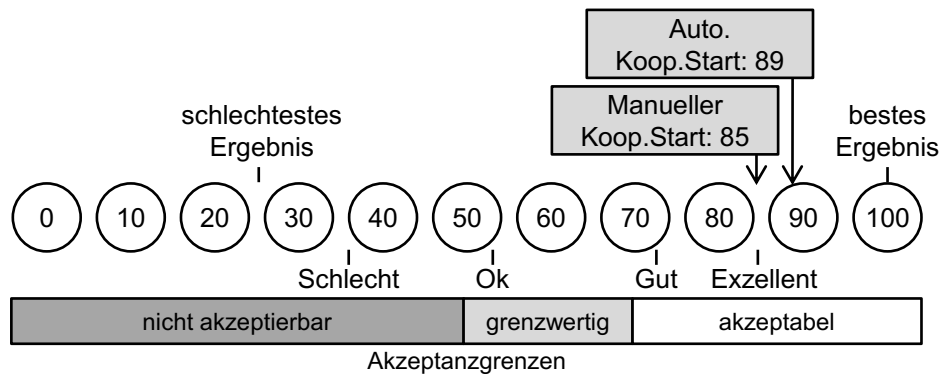 Auto.
Koop.Start: 89
Manueller
Koop.Start: 85
schlechtestes
Ergebnis
bestes
Ergebnis
0 10 20 30 40 50 60 70 80 90 100
Schlecht Ok Gut Exzellent
nicht akzeptierbar grenzwertig akzeptabel
Akzeptanzgrenzen